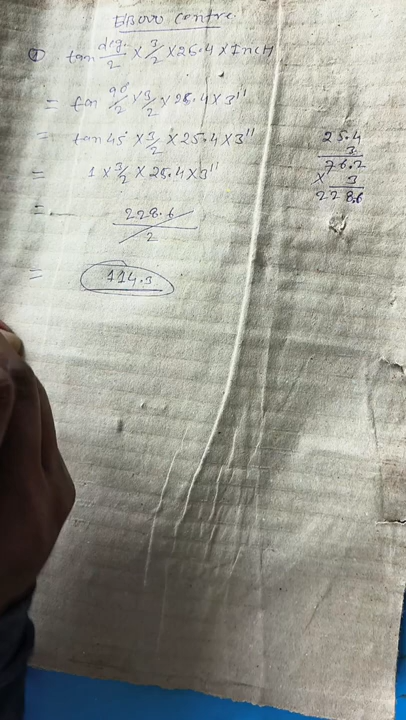 EBOW Centre.
① tan deg./2 × 3/2 × 25.4 × Inch
= tan 90/2 × 3/2 × 25.4 × 3"
= tan 45 × 3/2 × 25.4 × 3"
= 1 × 3/2 × 25.4 × 3"
= 228.6/2
= 114.3
25.4
3
76.2
× 3
228.6